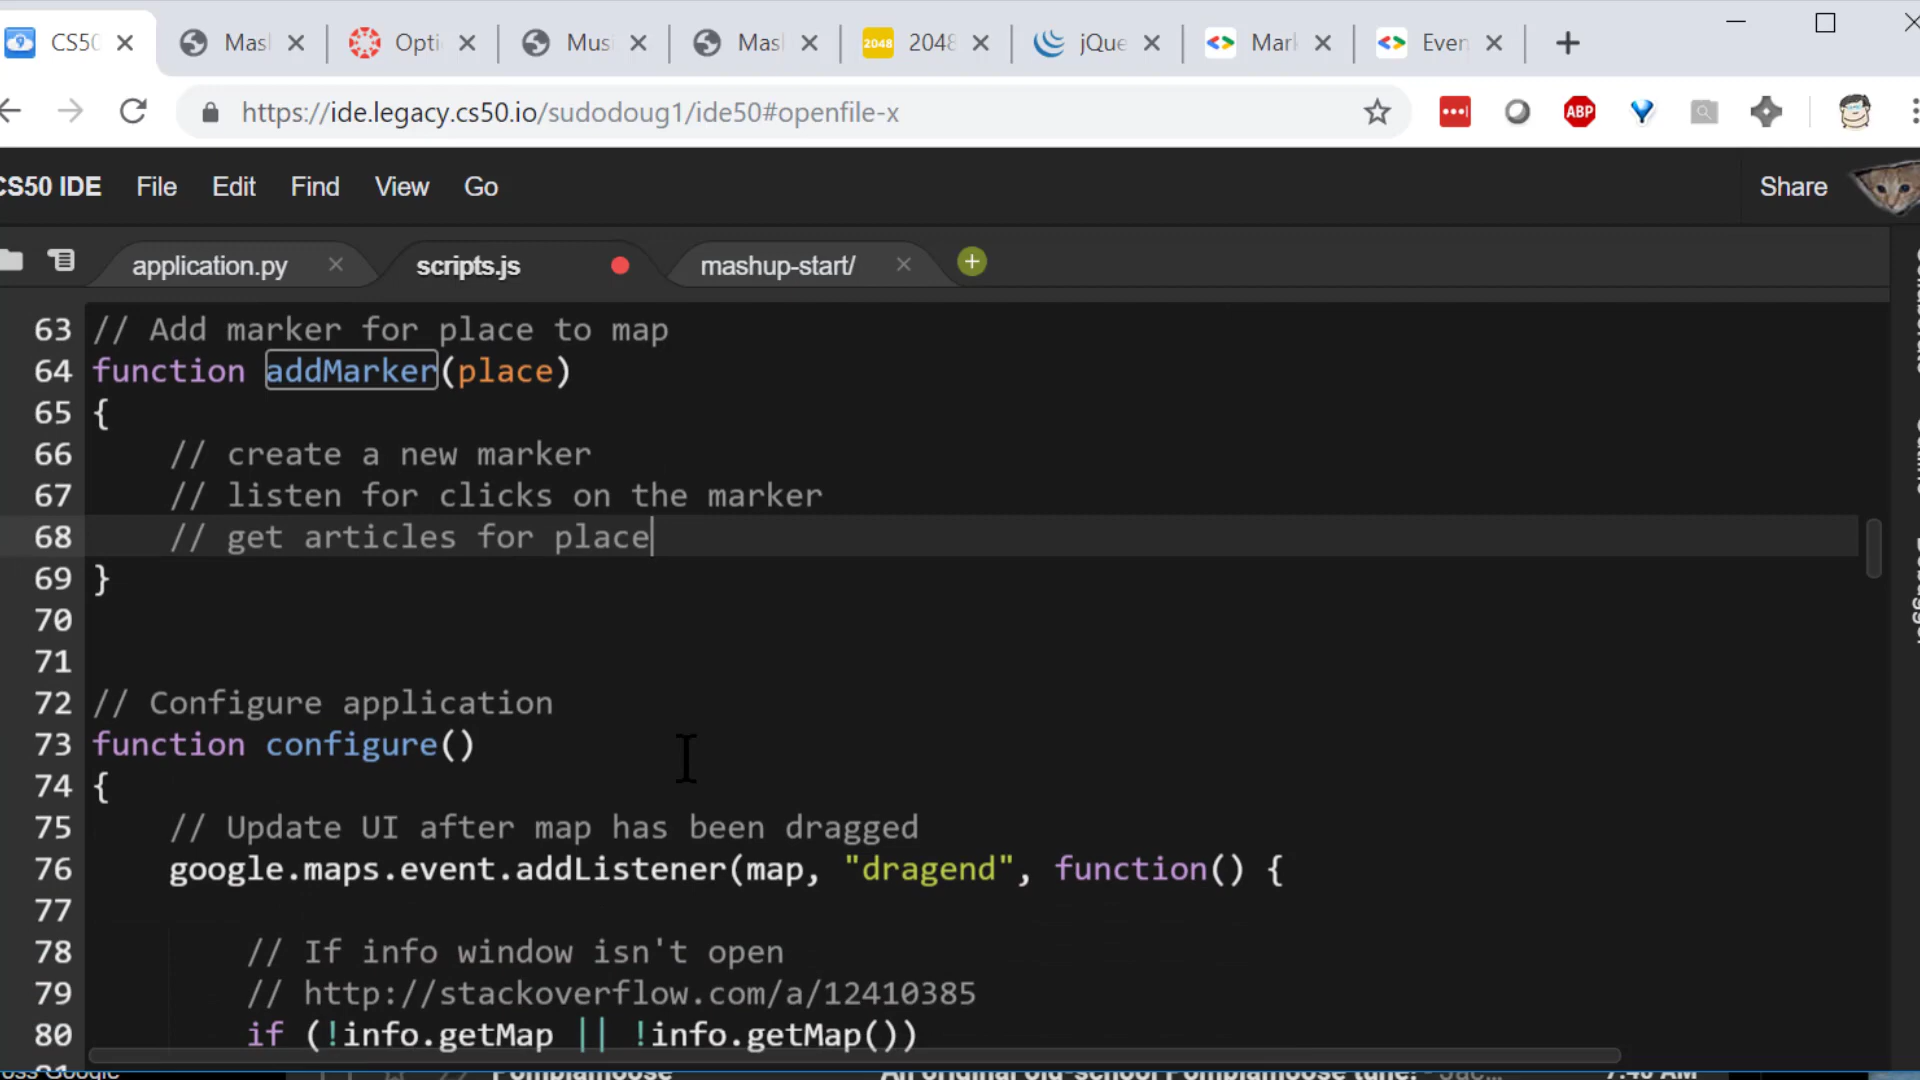 CS50 Mas Opti Mus Mas 2048 2048 jQue Mark Even
https://ide.legacy.cs50.io/sudodoug1/ide50#openfile-x
ABP
CS50 IDE File Edit Find View Go Share
application.py scripts.js mashup-start/
63 // Add marker for place to map
64 function addMarker(place)
65 {
66 // create a new marker
67 // listen for clicks on the marker
68 // get articles for place
69 }
70
71
72 // Configure application
73 function configure()
74 {
75 // Update UI after map has been dragged
76 google.maps.event.addListener(map, "dragend", function() {
77
78 // If info window isn't open
79 // http://stackoverflow.com/a/12410385
80 if (!info.getMap || !info.getMap())